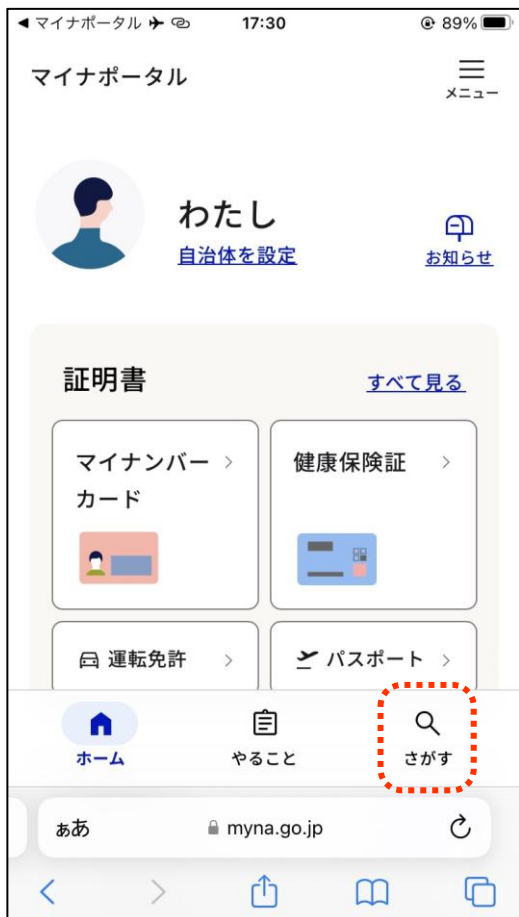 ◀ マイナポータル
17:30
89%
マイナポータル
メニュー
わたし
自治体を設定
お知らせ
証明書
すべて見る
マイナンバー
カード
健康保険証
運転免許
パスポート
ホーム
やること
さがす
ぁあ
myna.go.jp